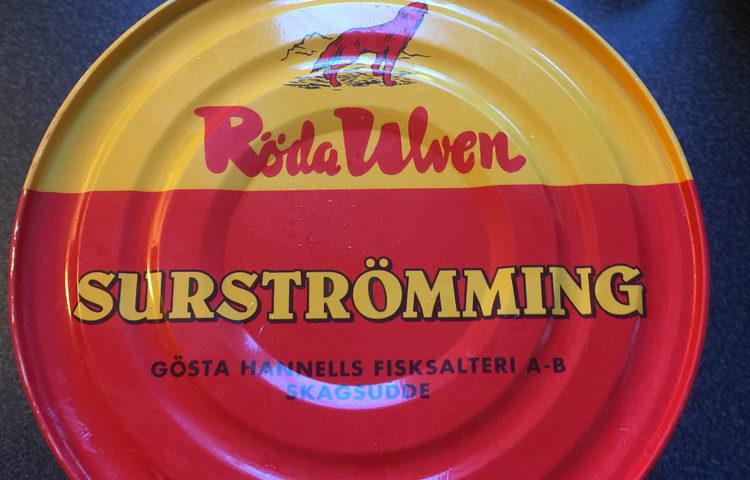 Röda Ulven
SURSTRÖMMING
GÖSTA HANNELLS FISKSALTERI A-B
SKAGSUDDE